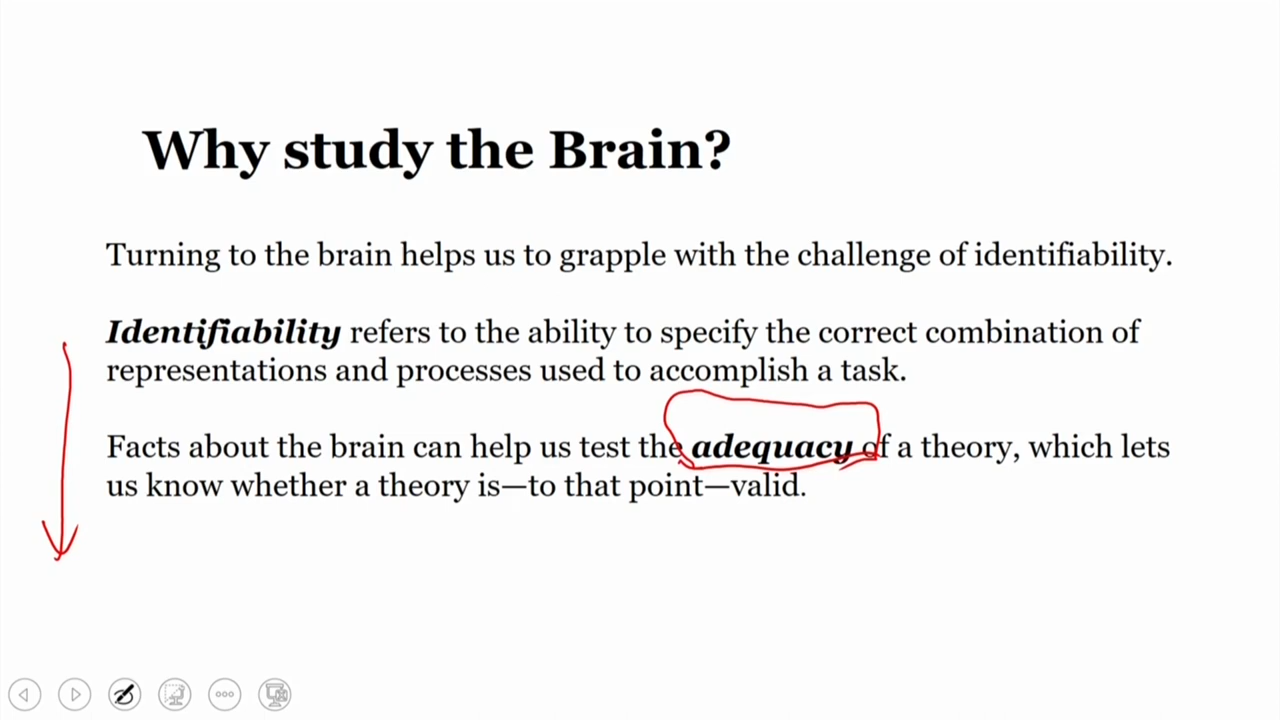 Why study the Brain?
Turning to the brain helps us to grapple with the challenge of identifiability.
Identifiability refers to the ability to specify the correct combination of
representations and processes used to accomplish a task.
Facts about the brain can help us test the adequacy of a theory, which lets
us know whether a theory is—to that point—valid.